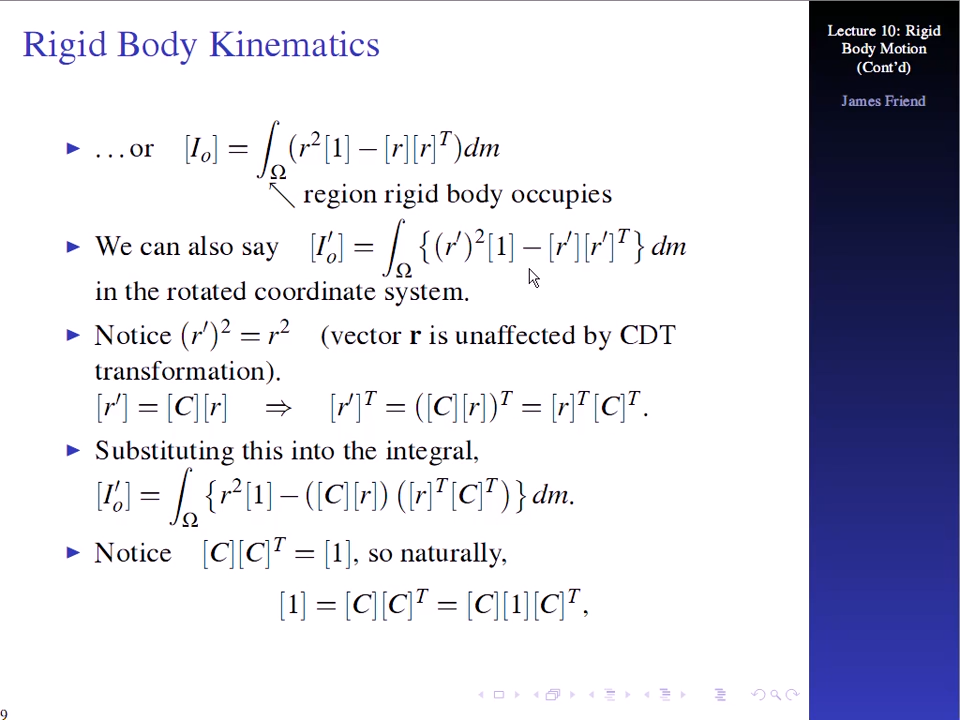 Rigid Body Kinematics
Lecture 10: Rigid
Body Motion
(Cont'd)
James Friend
▶ …or [I_o] = ∫_Ω (r²[1] − [r][r]^T)dm
region rigid body occupies
▶ We can also say [I′_o] = ∫_Ω {(r′)²[1] − [r′][r′]^T} dm
in the rotated coordinate system.
▶ Notice (r′)² = r² (vector r is unaffected by CDT
transformation).
[r′] = [C][r] ⇒ [r′]^T = ([C][r])^T = [r]^T[C]^T.
▶ Substituting this into the integral,
[I′_o] = ∫_Ω {r²[1] − ([C][r]) ([r]^T[C]^T)} dm.
▶ Notice [C][C]^T = [1], so naturally,
[1] = [C][C]^T = [C][1][C]^T,
9